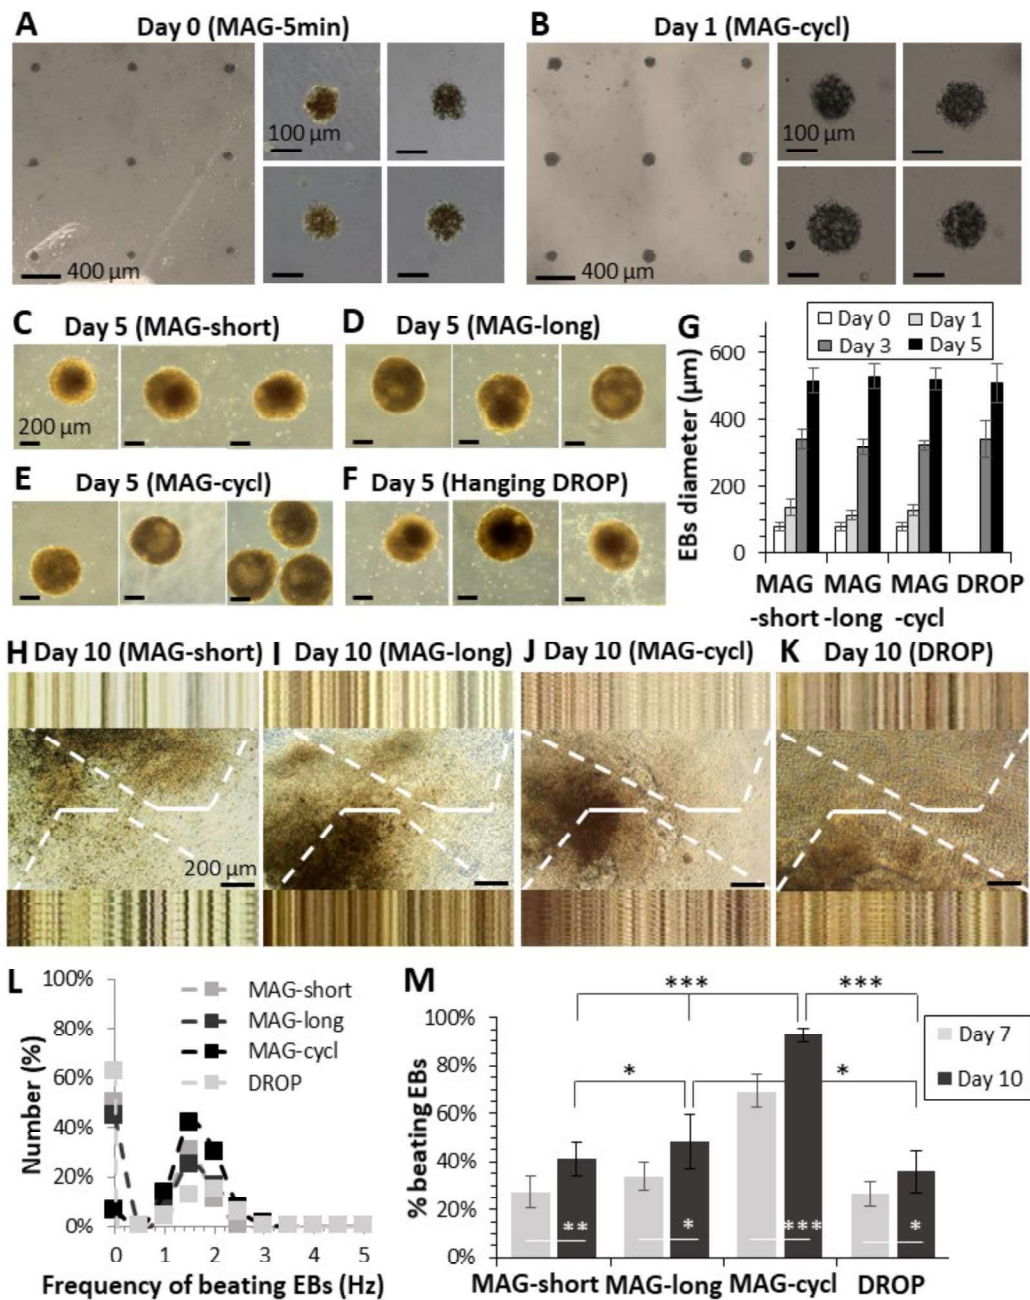 A Day 0 (MAG-5min)
100 µm
400 µm
B Day 1 (MAG-cycl)
100 µm
400 µm
C Day 5 (MAG-short)
200 µm
D Day 5 (MAG-long)
E Day 5 (MAG-cycl)
F Day 5 (Hanging DROP)
G
Day 0 Day 1
Day 3 Day 5
EBs diameter (µm)
600
400
200
0
MAG MAG MAG DROP
-short -long -cycl
H Day 10 (MAG-short)
200 µm
I Day 10 (MAG-long)
J Day 10 (MAG-cycl)
K Day 10 (DROP)
L
Number (%)
100%
80%
60%
40%
20%
0%
MAG-short
MAG-long
MAG-cycl
DROP
0 1 2 3 4 5
Frequency of beating EBs (Hz)
M
% beating EBs
100%
80%
60%
40%
20%
0%
*** ***
* *
** * *** *
Day 7
Day 10
MAG-short MAG-long MAG-cycl DROP